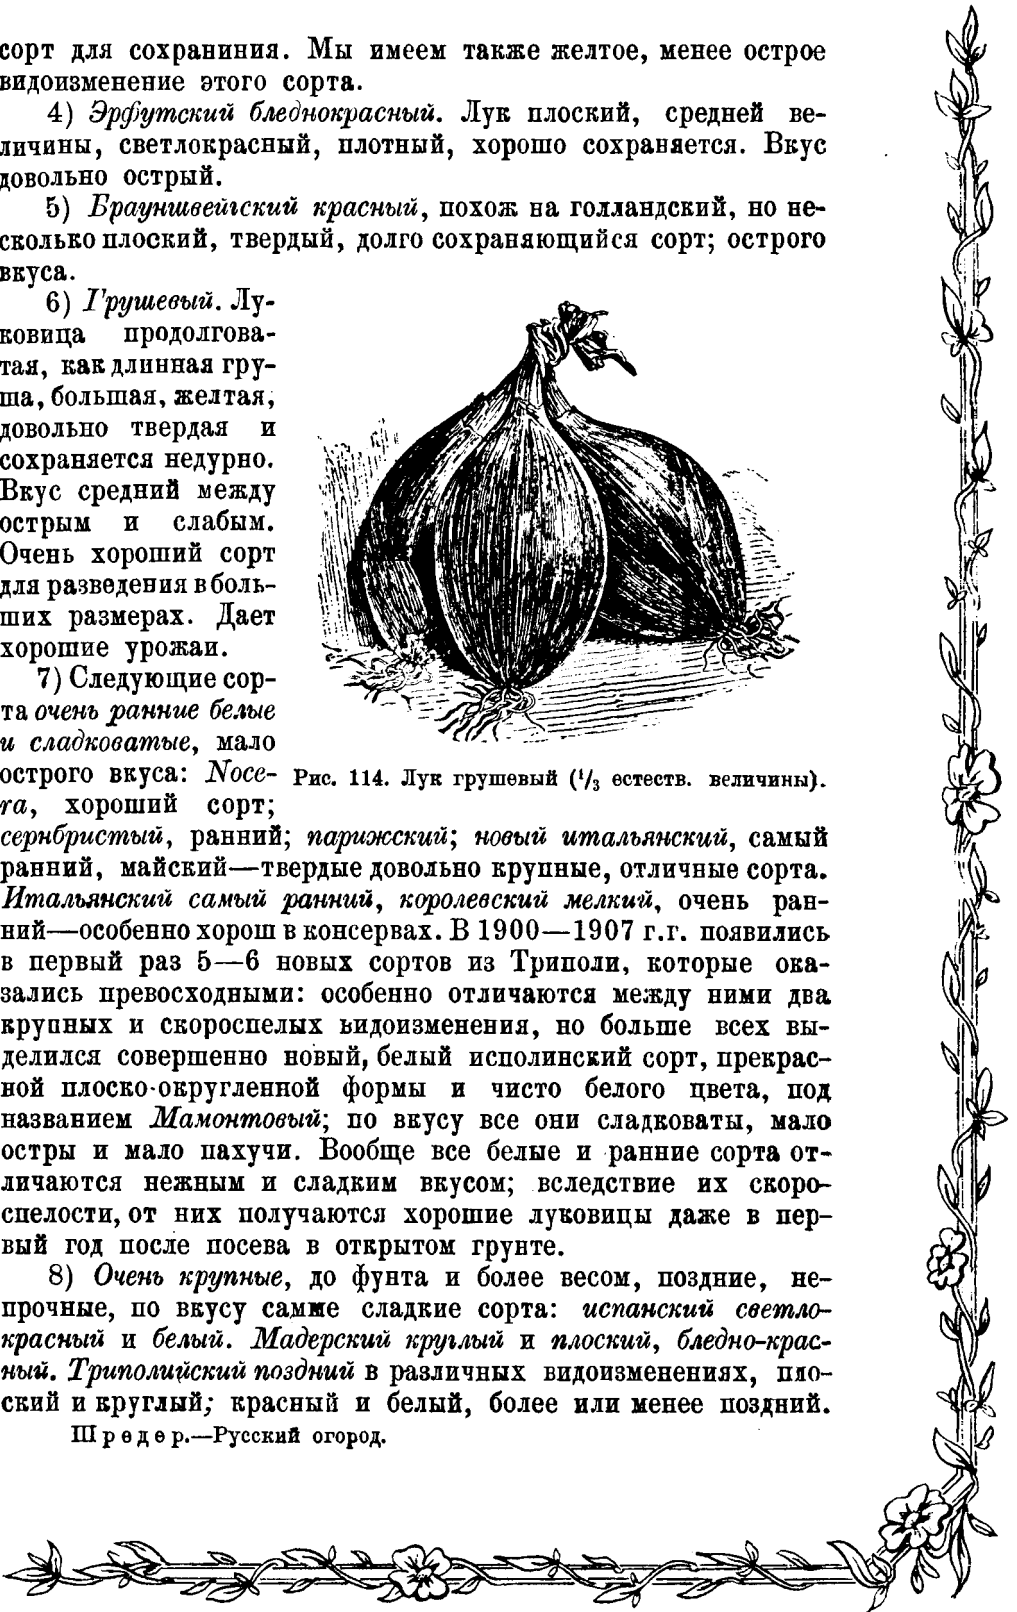 сорт для сохраниния. Мы имеем также желтое, менее острое
видоизменение этого сорта.
4) Эрфутский бледнокрасный. Лук плоский, средней ве-
личины, светлокрасный, плотный, хорошо сохраняется. Вкус
довольно острый.
5) Брауншвейгский красный, похож на голландский, но не-
сколько плоский, твердый, долго сохраняющийся сорт; острого
вкуса.
6) Грушевый. Лу-
ковица продолгова-
тая, как длинная гру-
ша, большая, желтая,
довольно твердая и
сохраняется недурно.
Вкус средний между
острым и слабым.
Очень хороший сорт
для разведения в боль-
ших размерах. Дает
хорошие урожаи.
7) Следующие сор-
та очень ранние белые
и сладковатые, мало
острого вкуса: Noce-
ra, хороший сорт;
Рис. 114. Лук грушевый (1/3 естеств. величины).
сернбристый, ранний; парижский; новый итальянский, самый
ранний, майский—твердые довольно крупные, отличные сорта.
Итальянский самый ранний, королевский мелкий, очень ран-
ний—особенно хорош в консервах. В 1900—1907 г.г. появились
в первый раз 5—6 новых сортов из Триполи, которые ока-
зались превосходными: особенно отличаются между ними два
крупных и скороспелых видоизменения, но больше всех вы-
делился совершенно новый, белый исполинский сорт, прекрас-
ной плоско-округленной формы и чисто белого цвета, под
названием Мамонтовый; по вкусу все они сладковаты, мало
остры и мало пахучи. Вообще все белые и ранние сорта от-
личаются нежным и сладким вкусом; вследствие их скоро-
спелости, от них получаются хорошие луковицы даже в пер-
вый год после посева в открытом грунте.
8) Очень крупные, до фунта и более весом, поздние, не-
прочные, по вкусу самые сладкие сорта: испанский светло-
красный и белый. Мадерский круглый и плоский, бледно-крас-
ный. Триполийский поздний в различных видоизменениях, пло-
ский и круглый; красный и белый, более или менее поздний.
Шредер.—Русский огород.